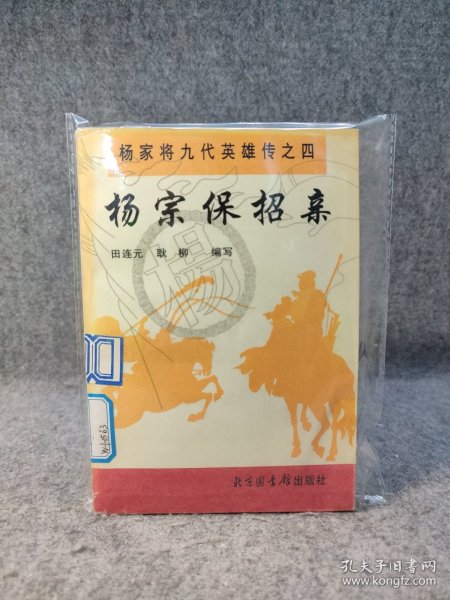 杨家将九代英雄传之四
杨宗保招亲
田连元 耿柳 编写
楊
北京图书馆出版社
孔夫子旧书网
www.kongfz.com